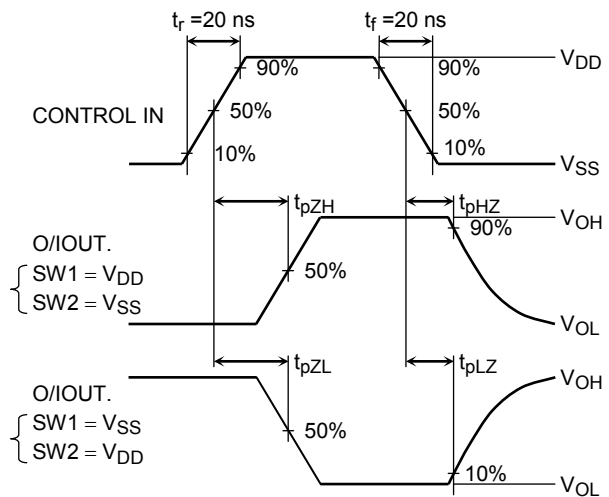 tr = 20 ns
tf = 20 ns
VDD
90%
90%
CONTROL IN
50%
50%
10%
10%
VSS
tpZH
tpHZ
VOH
90%
O/IOUT.
SW1 = VDD
SW2 = VSS
50%
VOL
tpZL
tpLZ
VOH
O/IOUT.
SW1 = VSS
SW2 = VDD
50%
10%
VOL